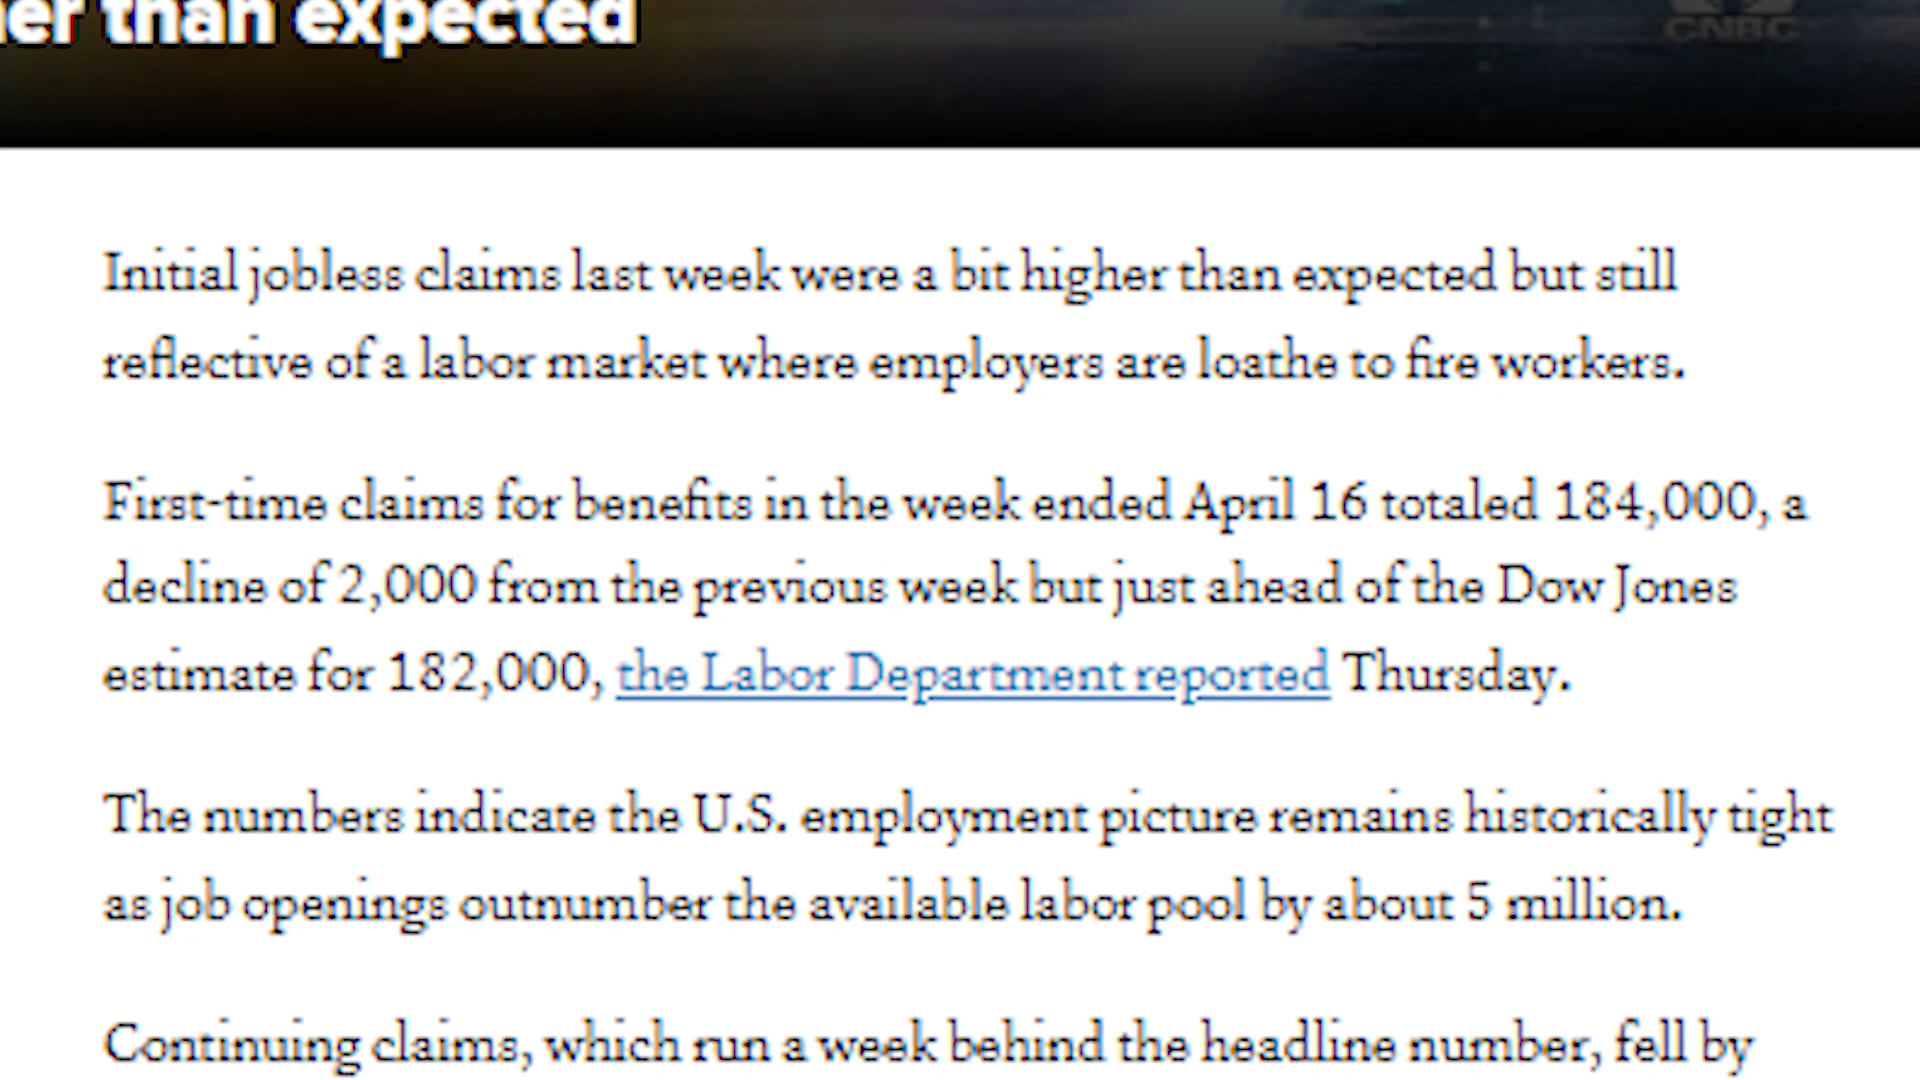 than expected
CNBC
Initial jobless claims last week were a bit higher than expected but still
reflective of a labor market where employers are loathe to fire workers.
First-time claims for benefits in the week ended April 16 totaled 184,000, a
decline of 2,000 from the previous week but just ahead of the Dow Jones
estimate for 182,000, the Labor Department reported Thursday.
The numbers indicate the U.S. employment picture remains historically tight
as job openings outnumber the available labor pool by about 5 million.
Continuing claims, which run a week behind the headline number, fell by